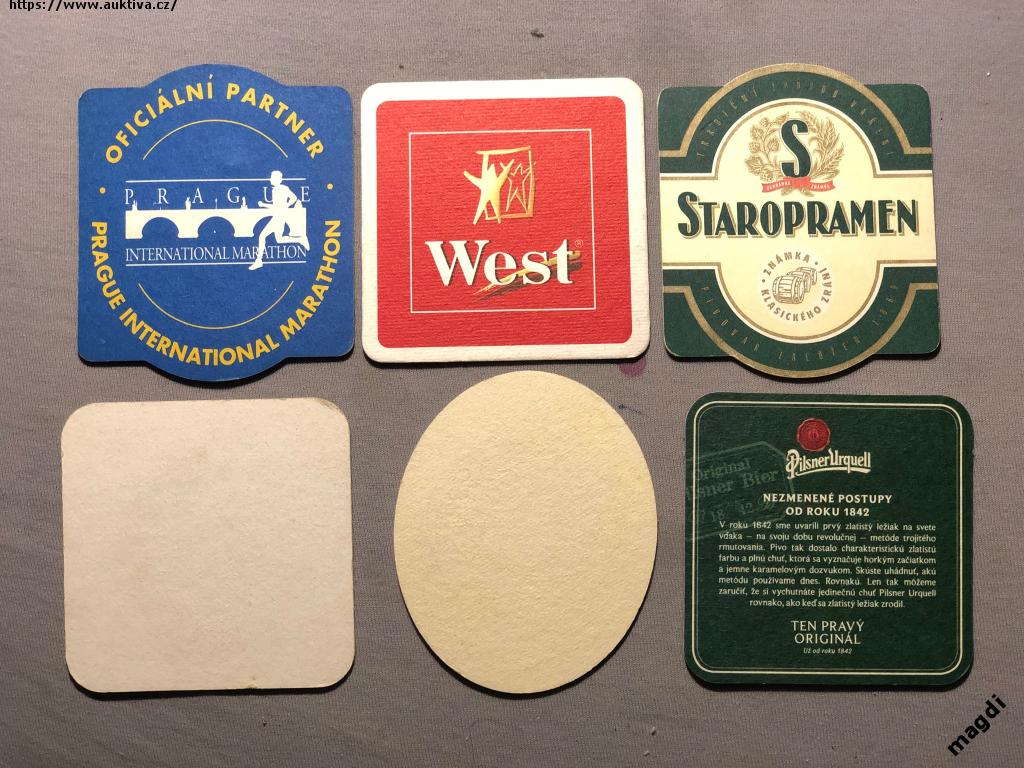 https://www.auktiva.cz/
OFICIÁLNÍ PARTNER
PRAGUE
INTERNATIONAL MARATHON
PRAGUE INTERNATIONAL MARATHON
West®
S
OCHRANNÁ ZNÁMKA
STAROPRAMEN
ZNÁMKA
KLASICKÉHO ZRÁNÍ
Original
Pilsner Urquell
NEZMENENÉ POSTUPY
OD ROKU 1842
V roku 1842 sme uvarili prvý zlatistý ležiak na svete
vďaka – na svoju dobu revolučnej – metóde trojitého
rmutovania. Pivo tak dostalo charakteristickú zlatistú
farbu a plnú chuť, ktorá sa vyznačuje horkým začiatkom
a jemne karamelovým dozvukom. Skúste uhádnuť, akú
metódu používame dnes. Rovnakú. Len tak môžeme
zaručiť, že si vychutnáte jedinečnú chuť Pilsner Urquell
rovnako, ako keď sa zlatistý ležiak zrodil.
TEN PRAVÝ
ORIGINÁL
Už od roku 1842
magdi